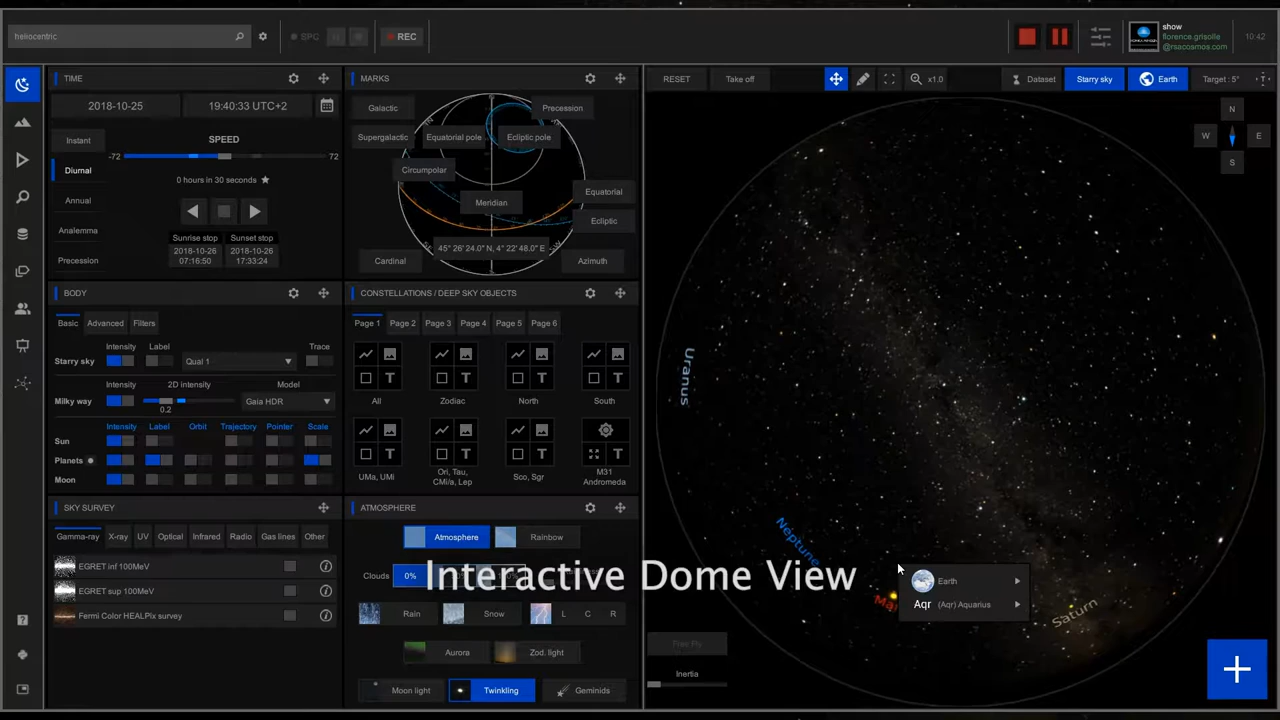 heliocentric
SPC
REC
show
florence.grisolle
@rsacosmos.com
10:42
TIME
2018-10-25
19:40:33 UTC+2
Instant
SPEED
-72
72
Diurnal
0 hours in 30 seconds
Annual
Analemma
Sunrise stop
Sunset stop
2018-10-26
07:16:50
2018-10-26
17:33:24
Precession
MARKS
Galactic
Precession
Supergalactic
Equatorial pole
Ecliptic pole
Circumpolar
Meridian
Equatorial
Ecliptic
45° 26' 24.0" N, 4° 22' 48.0" E
Cardinal
Azimuth
RESET
Take off
x1.0
Dataset
Starry sky
Earth
Target : 5°
N
W
E
S
BODY
Basic
Advanced
Filters
Intensity
Label
Trace
Starry sky
Qual 1
Intensity
2D intensity
Model
Milky way
0.2
Gaia HDR
Intensity
Label
Orbit
Trajectory
Pointer
Scale
Sun
Planets
Moon
CONSTELLATIONS / DEEP SKY OBJECTS
Page 1
Page 2
Page 3
Page 4
Page 5
Page 6
All
Zodiac
North
South
UMa, UMi
Ori, Tau,
CMi/a, Lep
Sco, Sgr
M31
Andromeda
SKY SURVEY
Gamma-ray
X-ray
UV
Optical
Infrared
Radio
Gas lines
Other
EGRET inf 100MeV
EGRET sup 100MeV
Fermi Color HEALPix survey
ATMOSPHERE
Atmosphere
Rainbow
Clouds
0%
Rain
Snow
L
C
R
Aurora
Zod. light
Moon light
Twinkling
Geminids
Interactive Dome View
Uranus
Neptune
Earth
Aqr
(Aqr) Aquarius
Saturn
Free Fly
Inertia